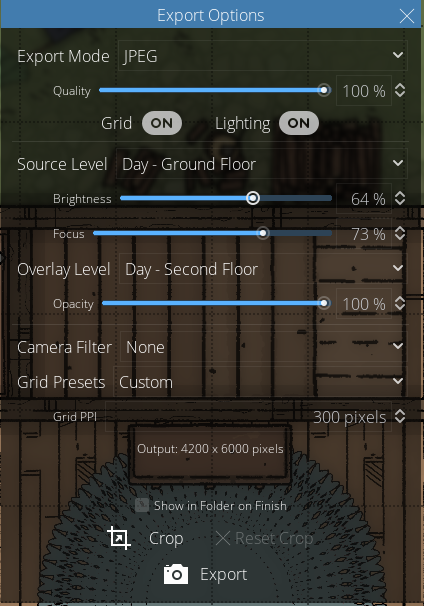 Export Options
Export Mode JPEG
Quality 100 %
Grid ON Lighting ON
Source Level Day - Ground Floor
Brightness 64 %
Focus 73 %
Overlay Level Day - Second Floor
Opacity 100 %
Camera Filter None
Grid Presets Custom
Grid PPI 300 pixels
Output: 4200 x 6000 pixels
Show in Folder on Finish
Crop Reset Crop
Export